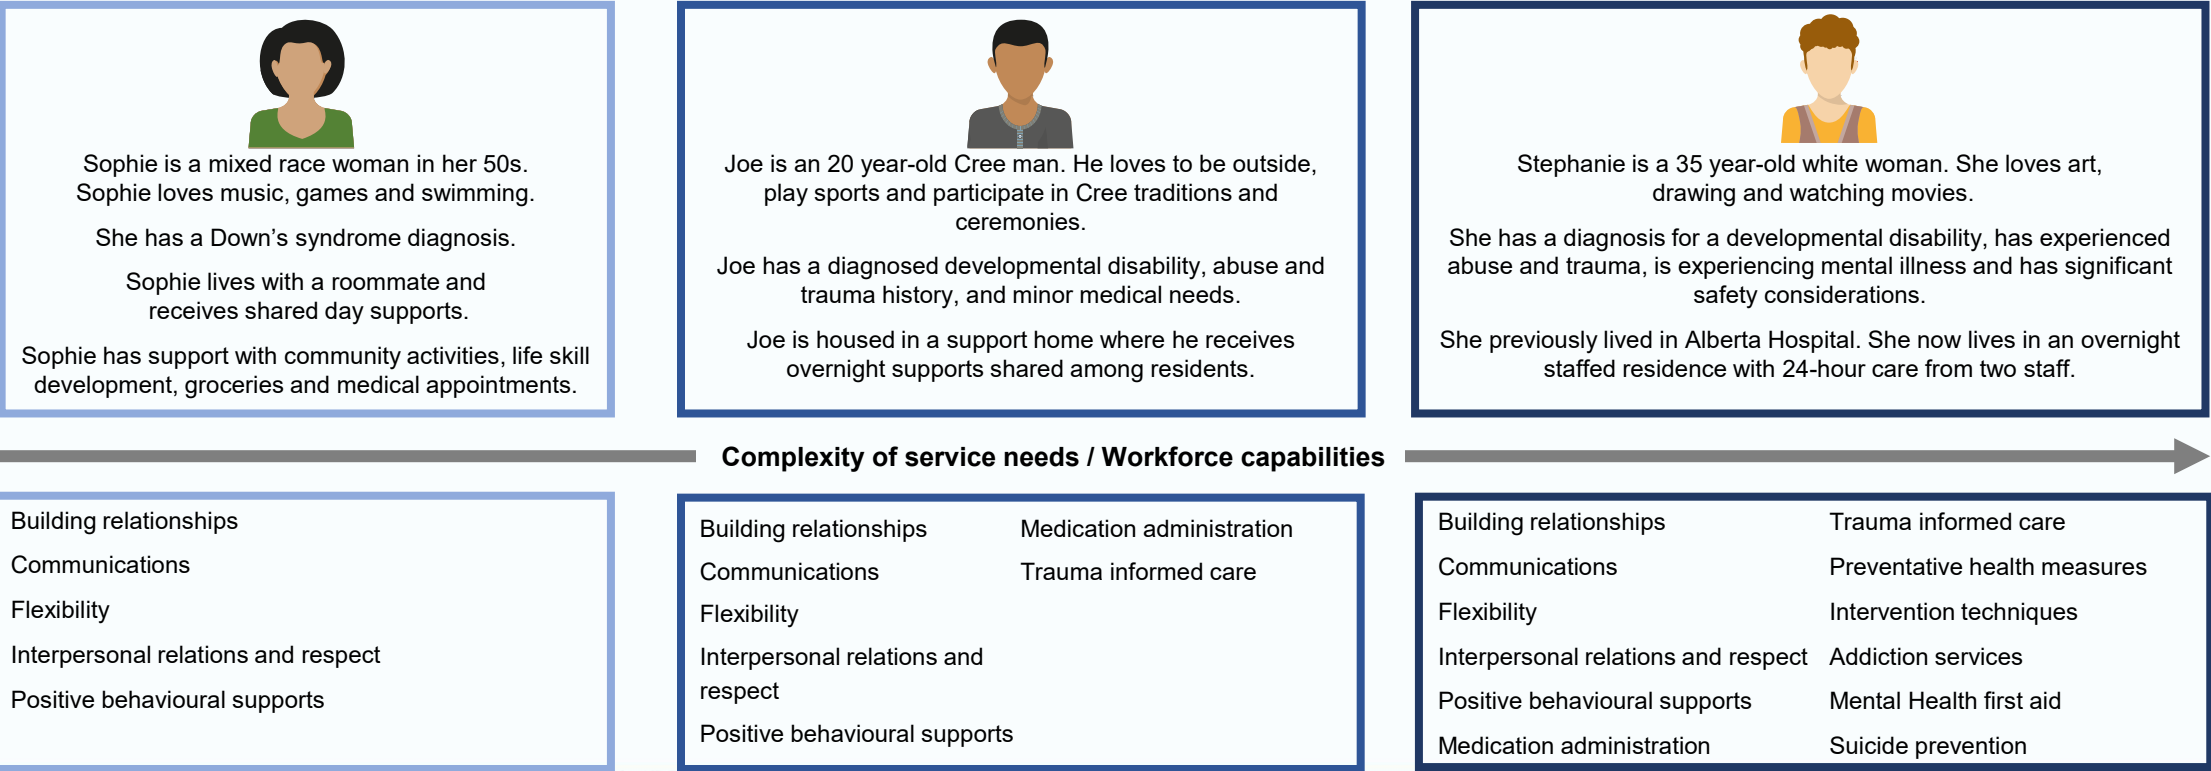 Sophie is a mixed race woman in her 50s.
Sophie loves music, games and swimming.
She has a Down's syndrome diagnosis.
Sophie lives with a roommate and
receives shared day supports.
Sophie has support with community activities, life skill
development, groceries and medical appointments.
Joe is an 20 year-old Cree man. He loves to be outside,
play sports and participate in Cree traditions and
ceremonies.
Joe has a diagnosed developmental disability, abuse and
trauma history, and minor medical needs.
Joe is housed in a support home where he receives
overnight supports shared among residents.
Stephanie is a 35 year-old white woman. She loves art,
drawing and watching movies.
She has a diagnosis for a developmental disability, has experienced
abuse and trauma, is experiencing mental illness and has significant
safety considerations.
She previously lived in Alberta Hospital. She now lives in an overnight
staffed residence with 24-hour care from two staff.
Complexity of service needs / Workforce capabilities
Building relationships
Communications
Flexibility
Interpersonal relations and respect
Positive behavioural supports
Building relationships
Communications
Flexibility
Interpersonal relations and
respect
Positive behavioural supports
Medication administration
Trauma informed care
Building relationships
Communications
Flexibility
Interpersonal relations and respect
Positive behavioural supports
Medication administration
Trauma informed care
Preventative health measures
Intervention techniques
Addiction services
Mental Health first aid
Suicide prevention